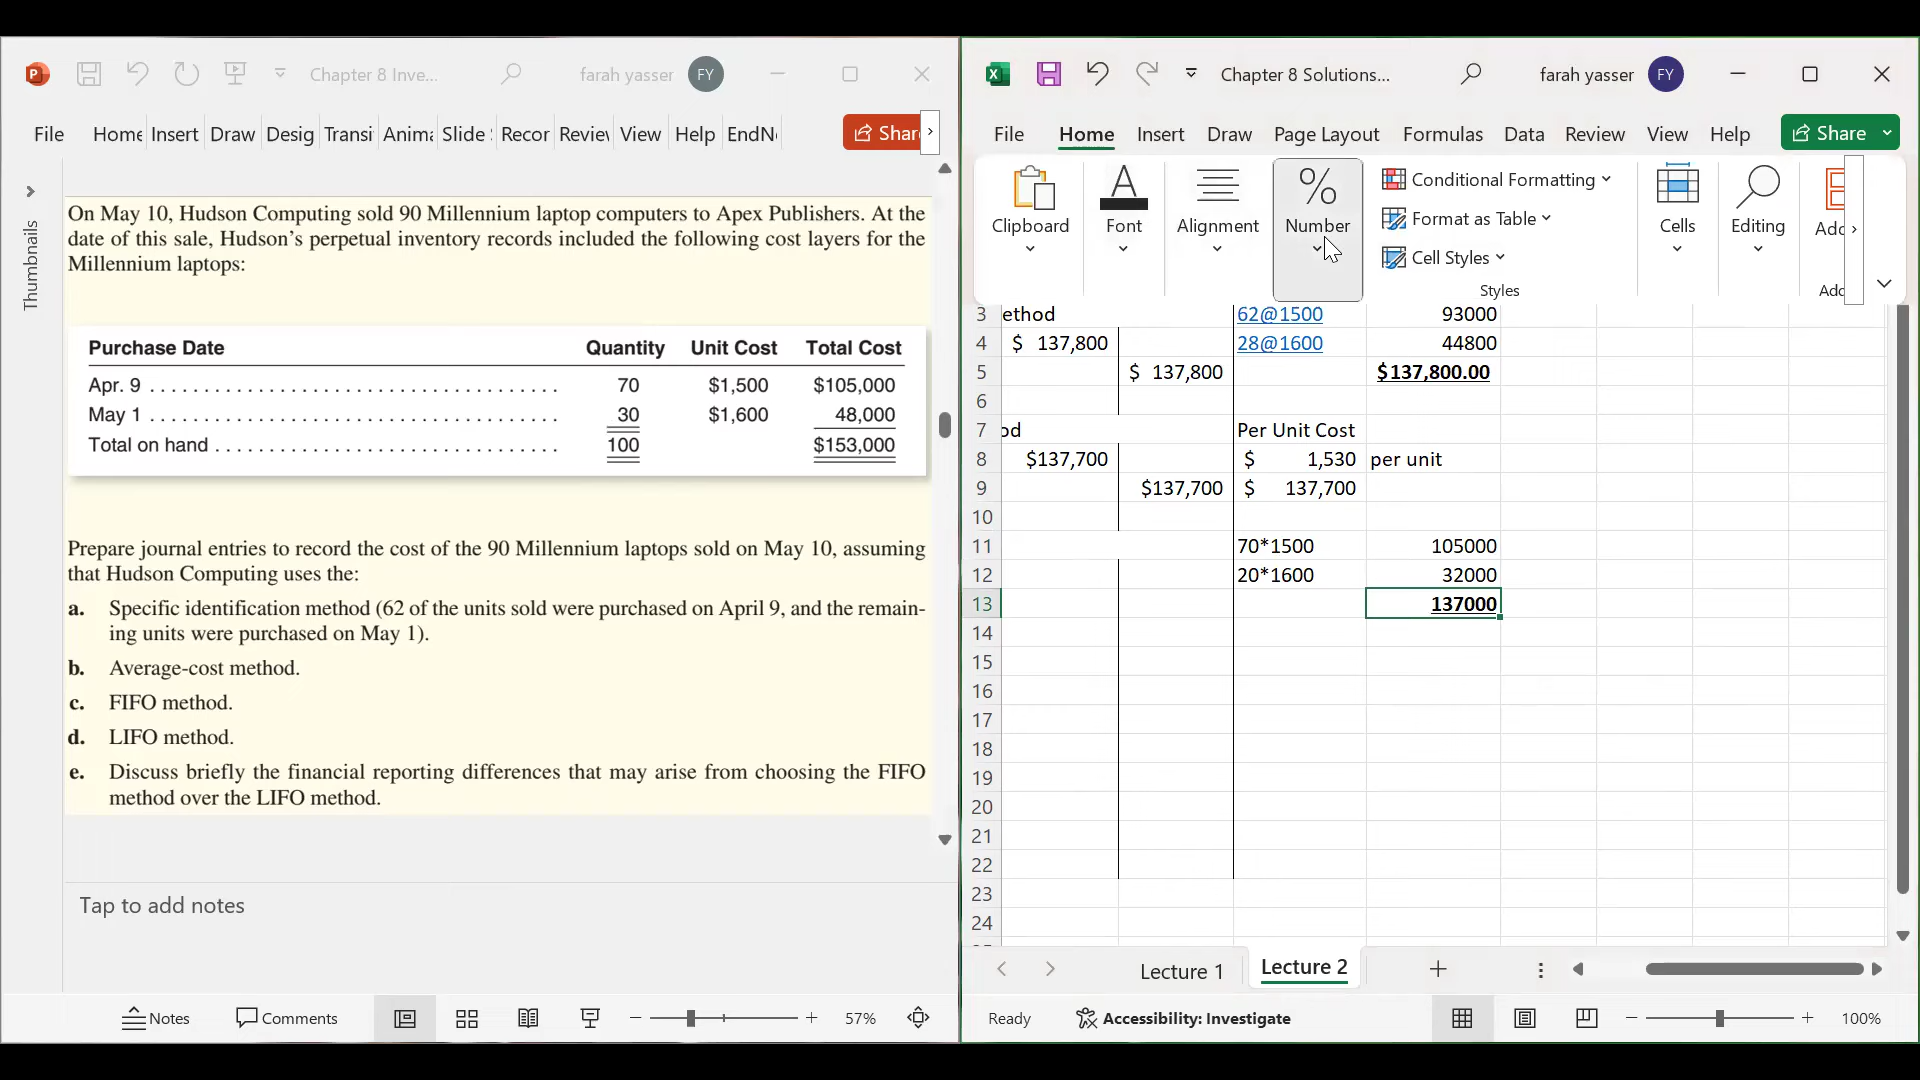 Chapter 8 Inve...
farah yasser FY
File Home Insert Draw Desig Transi Anima Slide Recor Review View Help EndN Shar
Thumbnails
On May 10, Hudson Computing sold 90 Millennium laptop computers to Apex Publishers. At the
date of this sale, Hudson's perpetual inventory records included the following cost layers for the
Millennium laptops:
Purchase Date Quantity Unit Cost Total Cost
Apr. 9 . . . . . . . . . . . . . . . . . . . . . . . . . . . . . . . . . . . . . . . 70 $1,500 $105,000
May 1 . . . . . . . . . . . . . . . . . . . . . . . . . . . . . . . . . . . . . . . 30 $1,600 48,000
Total on hand . . . . . . . . . . . . . . . . . . . . . . . . . . . . . . . . 100 $153,000
Prepare journal entries to record the cost of the 90 Millennium laptops sold on May 10, assuming
that Hudson Computing uses the:
a. Specific identification method (62 of the units sold were purchased on April 9, and the remain-
ing units were purchased on May 1).
b. Average-cost method.
c. FIFO method.
d. LIFO method.
e. Discuss briefly the financial reporting differences that may arise from choosing the FIFO
method over the LIFO method.
Tap to add notes
Notes Comments 57%
Chapter 8 Solutions...
farah yasser FY
File Home Insert Draw Page Layout Formulas Data Review View Help Share
Clipboard Font Alignment Number Conditional Formatting Format as Table Cell Styles Styles Cells Editing Adc
Adc
3 ethod 62@1500 93000
4 $ 137,800 28@1600 44800
5 $ 137,800 $137,800.00
6
7 od Per Unit Cost
8 $137,700 $ 1,530 per unit
9 $137,700 $ 137,700
10
11 70*1500 105000
12 20*1600 32000
13 137000
14
15
16
17
18
19
20
21
22
23
24
Lecture 1 Lecture 2
Ready Accessibility: Investigate 100%